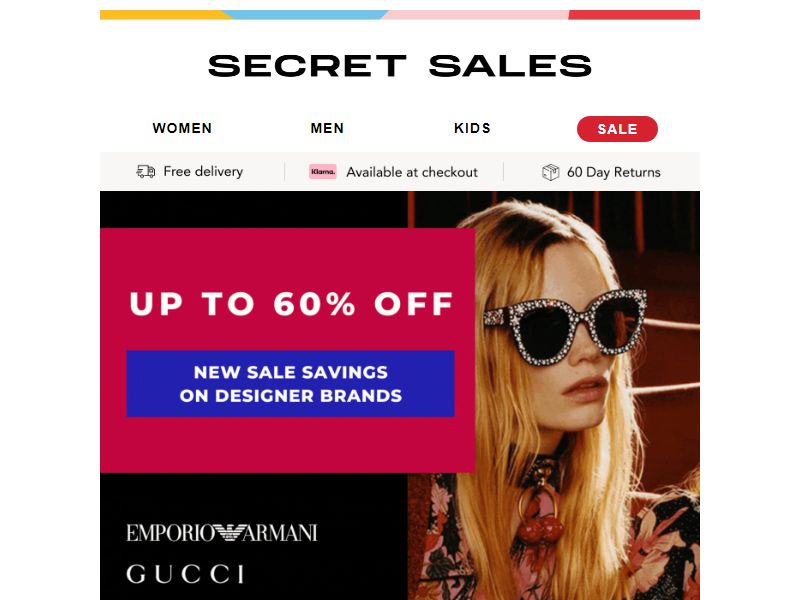 SECRET SALES
WOMEN MEN KIDS SALE
Free delivery Klarna. Available at checkout 60 Day Returns
UP TO 60% OFF
NEW SALE SAVINGS
ON DESIGNER BRANDS
EMPORIO ARMANI
GUCCI